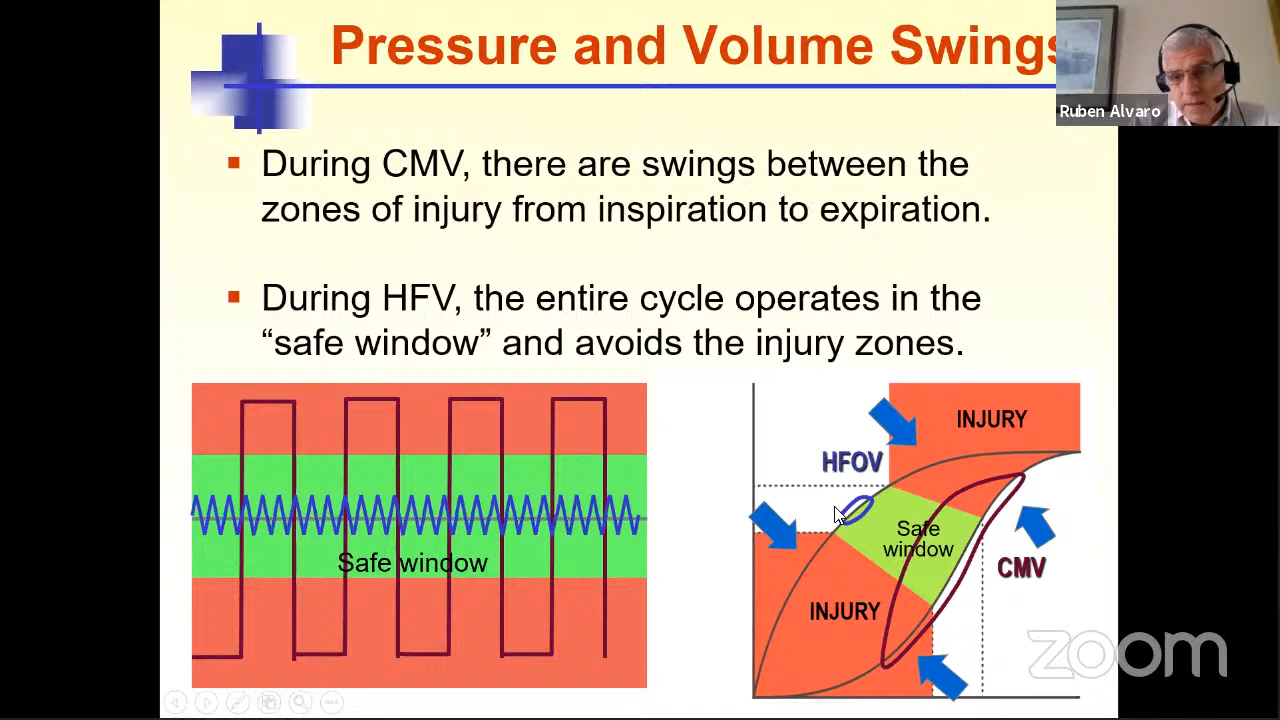 Pressure and Volume Swings
Ruben Alvaro
During CMV, there are swings between the
zones of injury from inspiration to expiration.
During HFV, the entire cycle operates in the
“safe window” and avoids the injury zones.
Safe window
INJURY
HFOV
Safe
window
CMV
INJURY
zoom